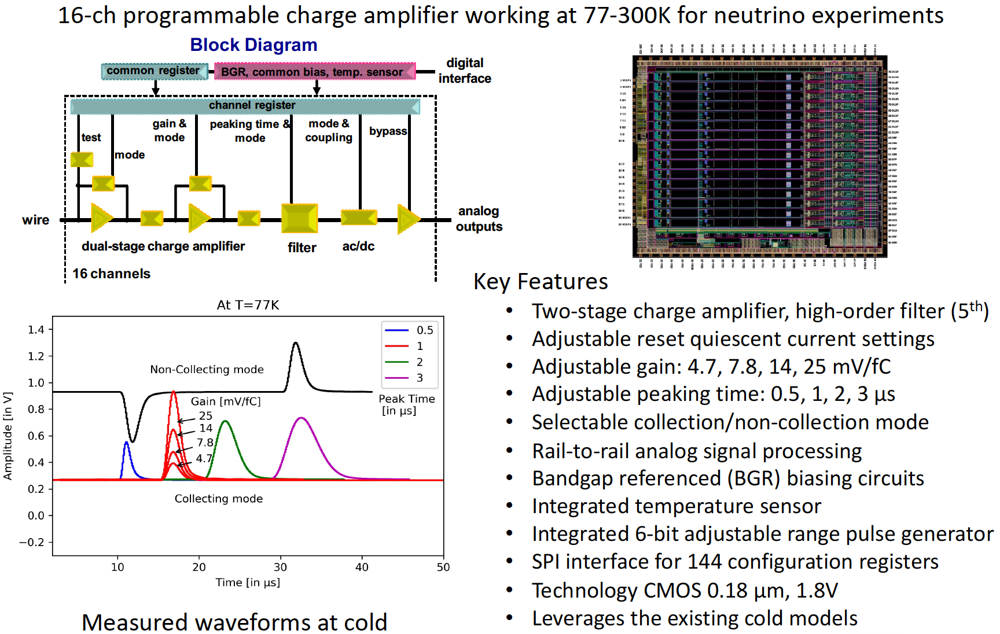 16-ch programmable charge amplifier working at 77-300K for neutrino experiments
Block Diagram
common register
BGR, common bias, temp. sensor
digital
interface
channel register
test
mode
gain &
mode
peaking time &
mode
mode &
coupling
bypass
wire
analog
outputs
dual-stage charge amplifier
filter
ac/dc
16 channels
At T=77K
1.4
1.2
1.0
0.8
0.6
0.4
0.2
0.0
−0.2
Amplitude [in V]
10
20
30
40
50
Time [in µs]
Non-Collecting mode
Gain [mV/fC]
25
14
7.8
4.7
Collecting mode
0.5
1
2
3
Peak Time
[in µs]
Measured waveforms at cold
Key Features
• Two-stage charge amplifier, high-order filter (5th)
• Adjustable reset quiescent current settings
• Adjustable gain: 4.7, 7.8, 14, 25 mV/fC
• Adjustable peaking time: 0.5, 1, 2, 3 µs
• Selectable collection/non-collection mode
• Rail-to-rail analog signal processing
• Bandgap referenced (BGR) biasing circuits
• Integrated temperature sensor
• Integrated 6-bit adjustable range pulse generator
• SPI interface for 144 configuration registers
• Technology CMOS 0.18 µm, 1.8V
• Leverages the existing cold models